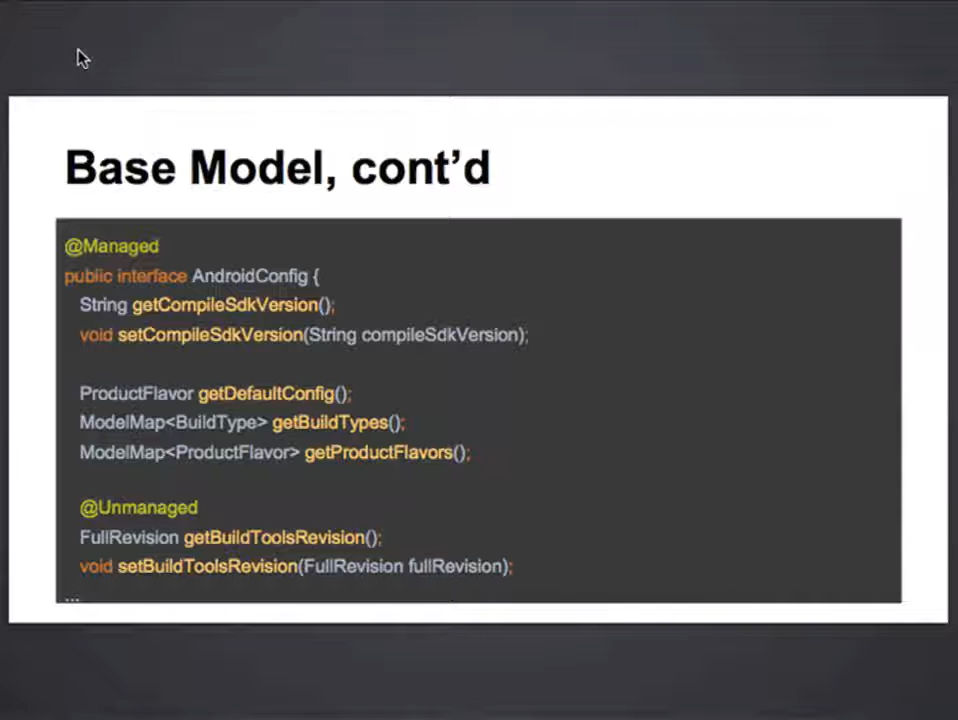 Base Model, cont’d
@Managed
public interface AndroidConfig {
String getCompileSdkVersion();
void setCompileSdkVersion(String compileSdkVersion);
ProductFlavor getDefaultConfig();
ModelMap<BuildType> getBuildTypes();
ModelMap<ProductFlavor> getProductFlavors();
@Unmanaged
FullRevision getBuildToolsRevision();
void setBuildToolsRevision(FullRevision fullRevision);
...